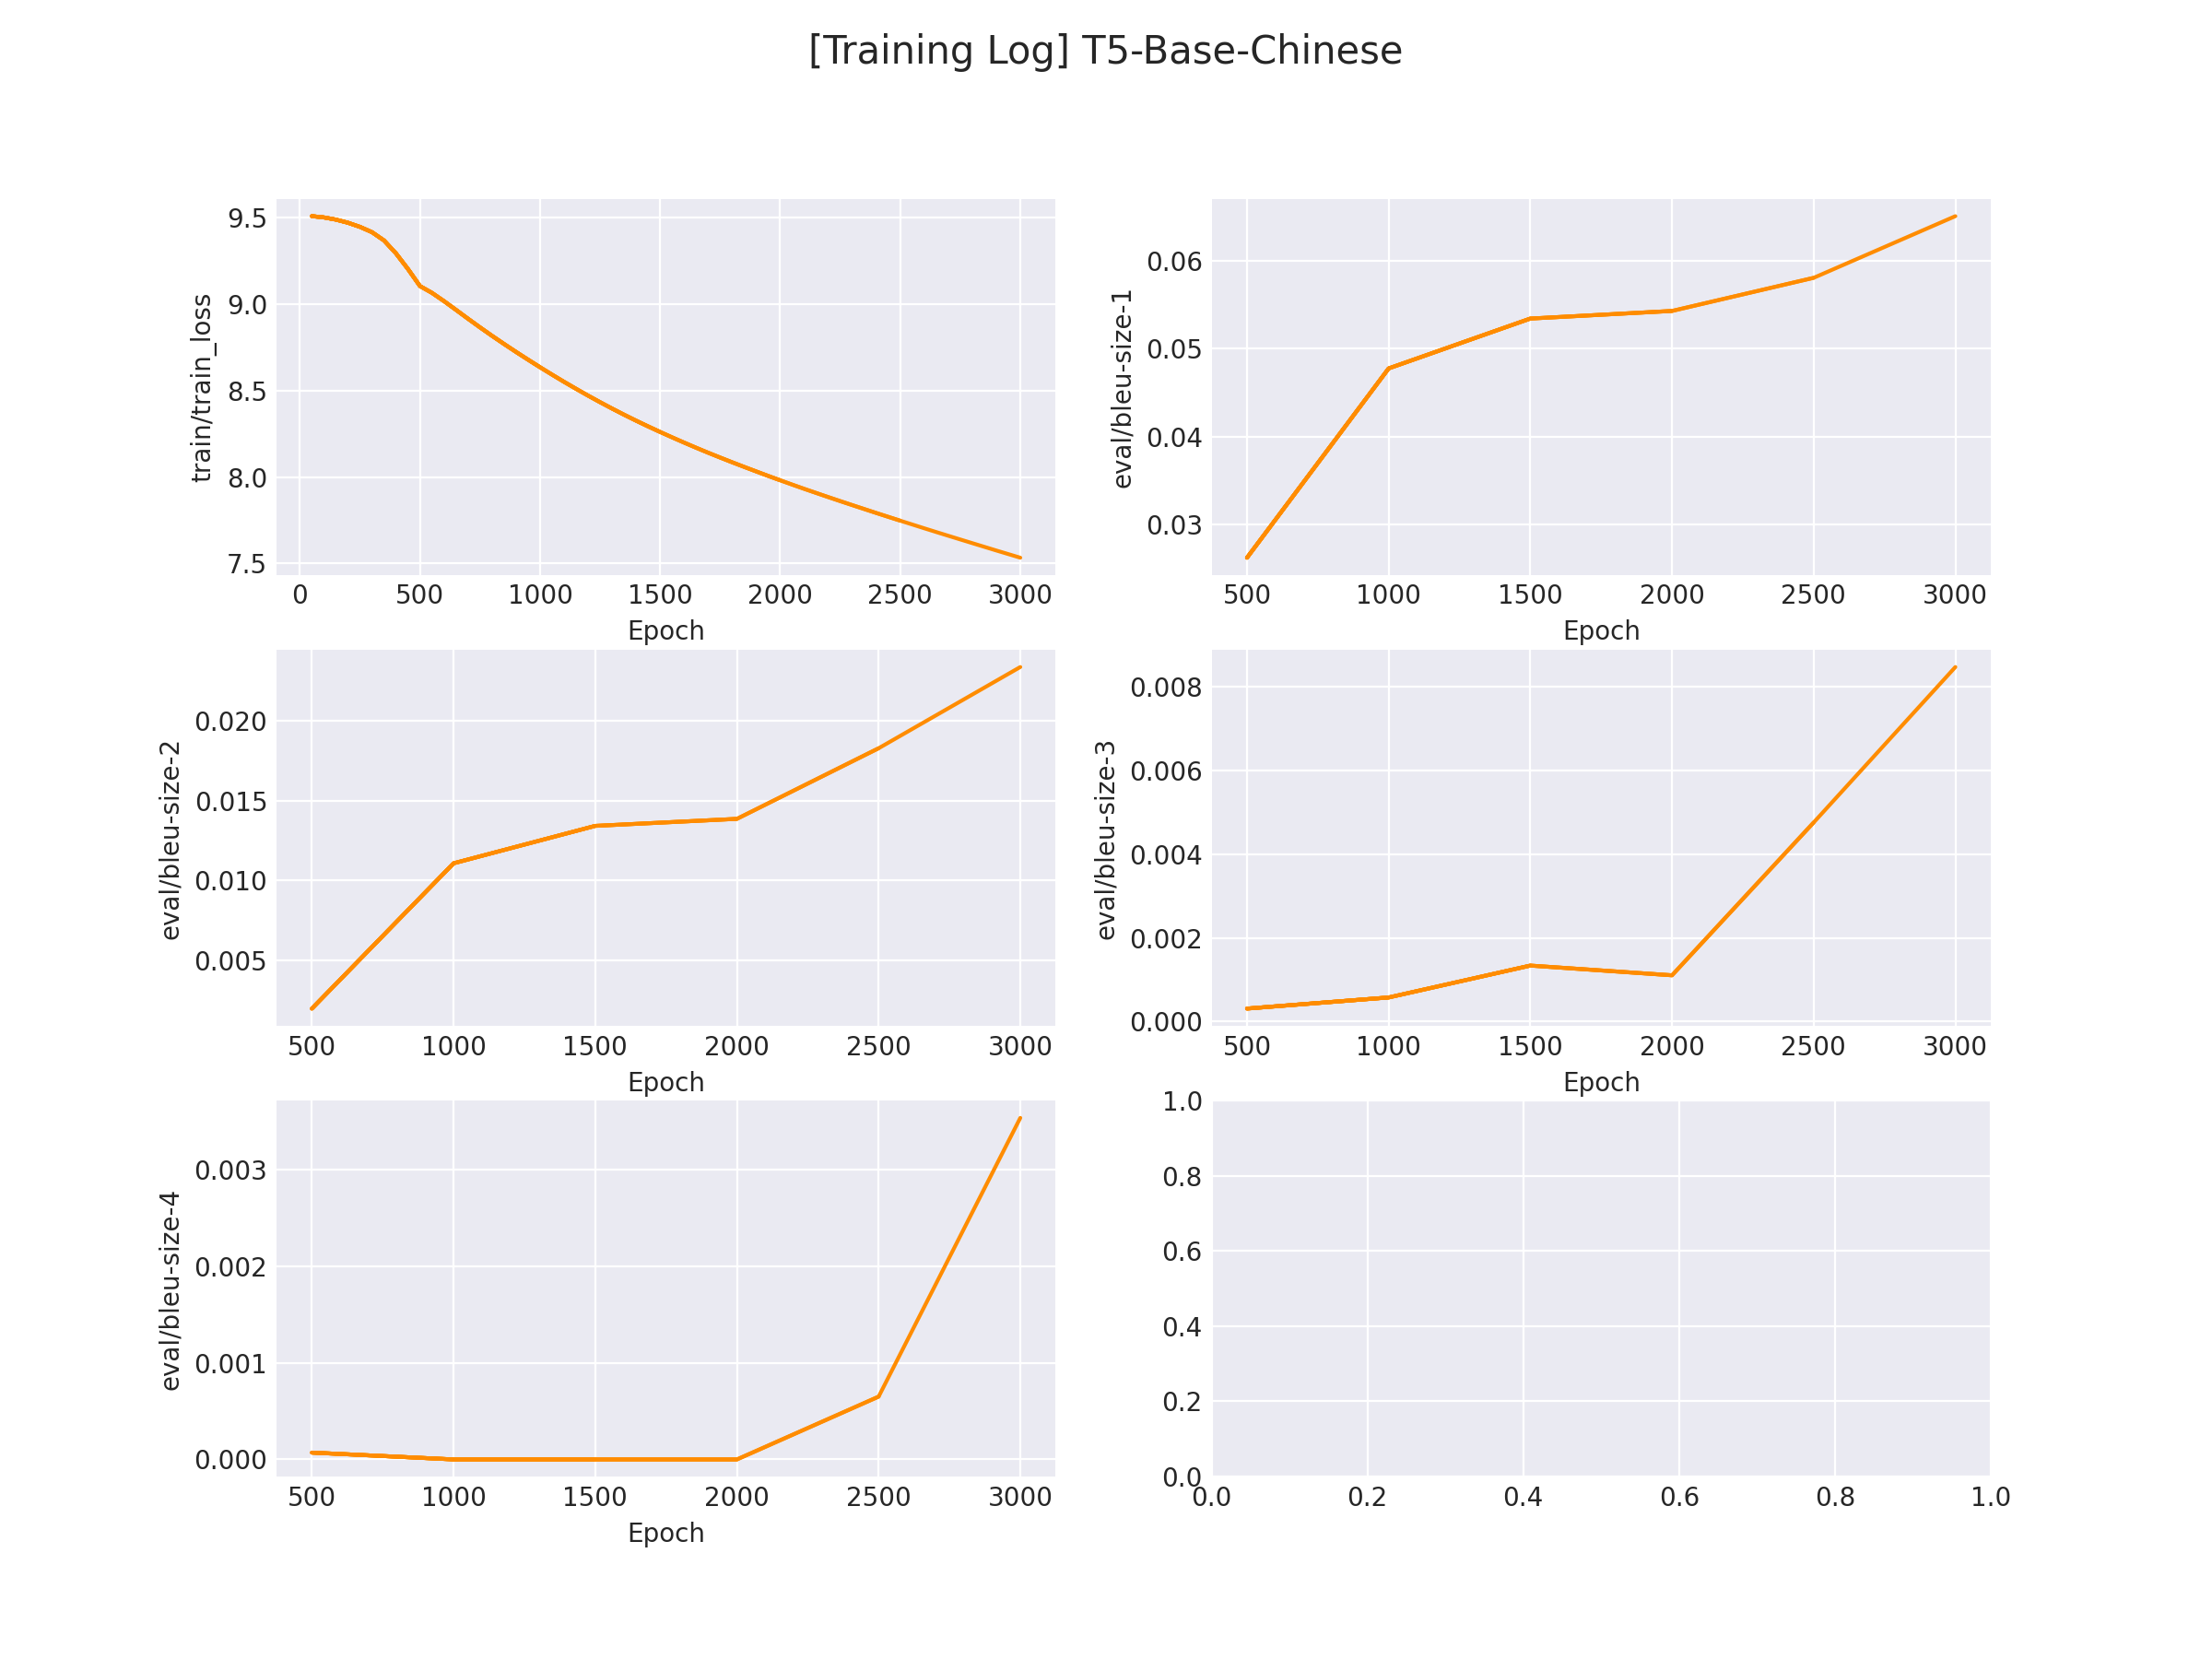 [Training Log] T5-Base-Chinese
train/train_loss
9.5
9.0
8.5
8.0
7.5
0 500 1000 1500 2000 2500 3000
Epoch
eval/bleu-size-1
0.06
0.05
0.04
0.03
500 1000 1500 2000 2500 3000
Epoch
eval/bleu-size-2
0.020
0.015
0.010
0.005
500 1000 1500 2000 2500 3000
Epoch
eval/bleu-size-3
0.008
0.006
0.004
0.002
0.000
500 1000 1500 2000 2500 3000
Epoch
eval/bleu-size-4
0.003
0.002
0.001
0.000
500 1000 1500 2000 2500 3000
Epoch
1.0
0.8
0.6
0.4
0.2
0.0
0.0 0.2 0.4 0.6 0.8 1.0